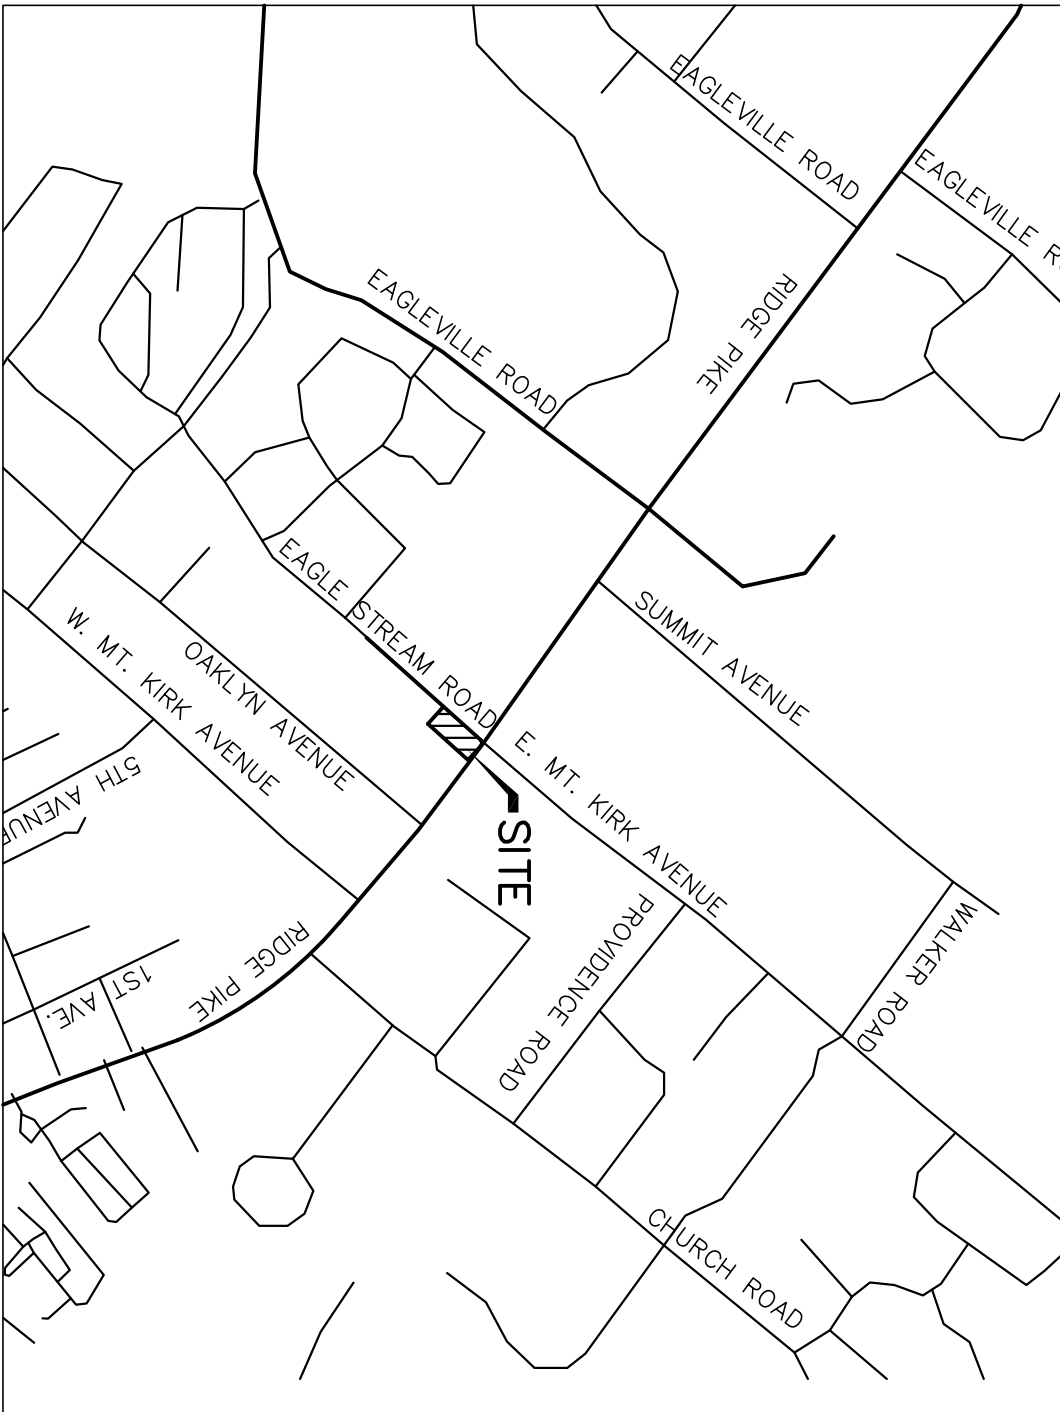 EAGLEVILLE ROAD
EAGLEVILLE
RIDGE PIKE
EAGLEVILLE ROAD
EAGLE STREAM ROAD
SUMMIT AVENUE
W. MT. KIRK AVENUE
OAKLYN AVENUE
E. MT. KIRK AVENUE
5TH AVENUE
SITE
PROVIDENCE ROAD
WALKER ROAD
RIDGE PIKE
1ST AVE.
CHURCH ROAD